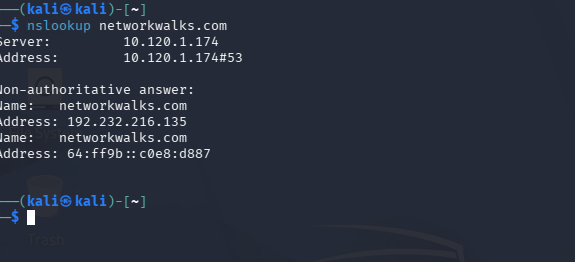 ──(kali㉿kali)-[~]
─$ nslookup networkwalks.com
Server:         10.120.1.174
Address:        10.120.1.174#53

Non-authoritative answer:
Name:   networkwalks.com
Address: 192.232.216.135
Name:   networkwalks.com
Address: 64:ff9b::c0e8:d887

──(kali㉿kali)-[~]
─$
Trash